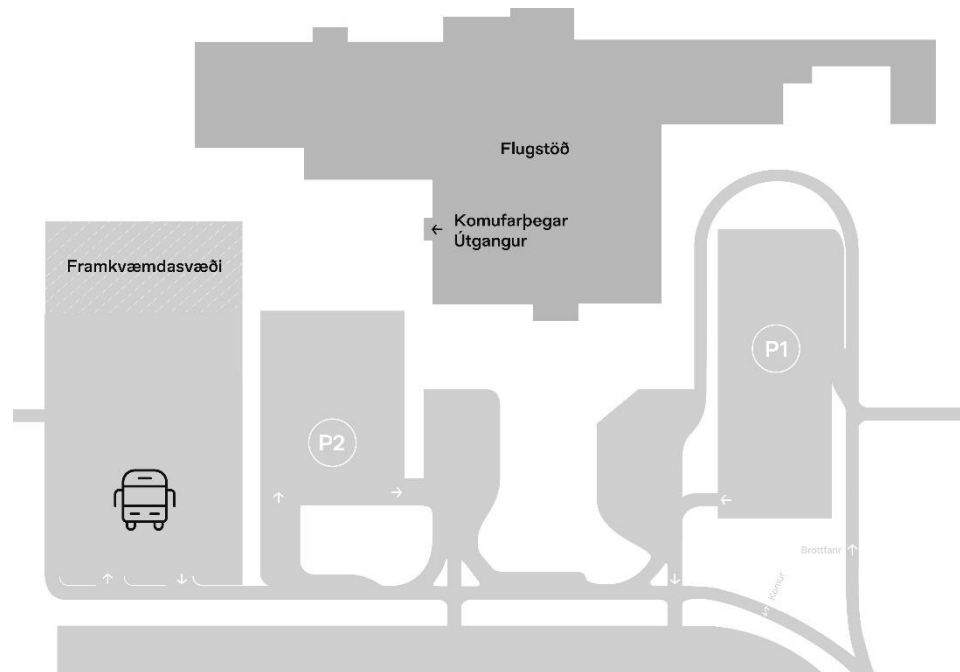 Flugstöð
Komufarþegar
Útgangur
Framkvæmdasvæði
P1
P2
Brottfarir
Komur